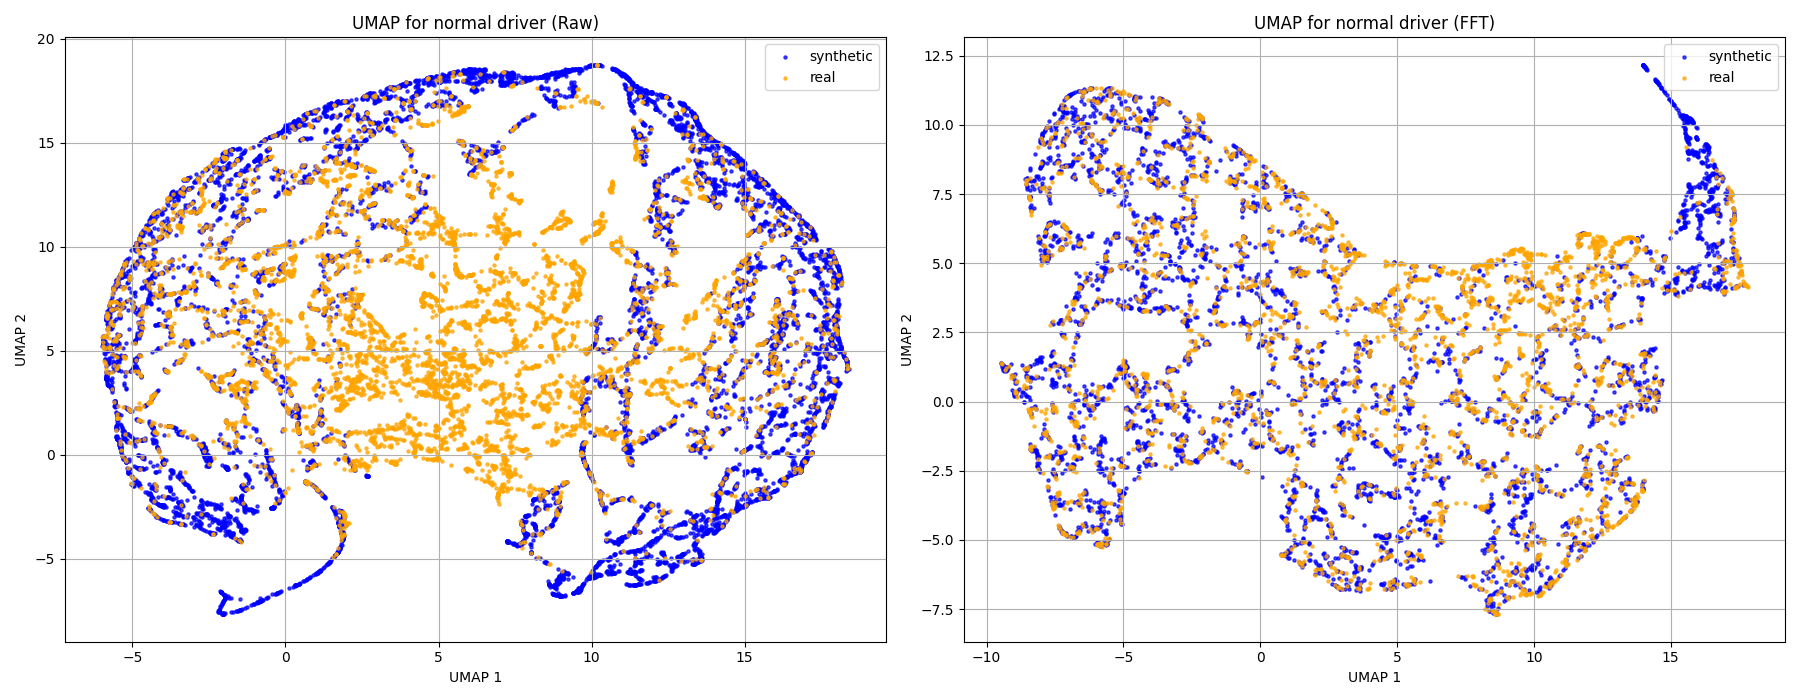 UMAP for normal driver (Raw)
UMAP 2
20
15
10
5
0
−5
−5
0
5
10
15
UMAP 1
synthetic
real
UMAP for normal driver (FFT)
UMAP 2
12.5
10.0
7.5
5.0
2.5
0.0
−2.5
−5.0
−7.5
−10
−5
0
5
10
15
UMAP 1
synthetic
real